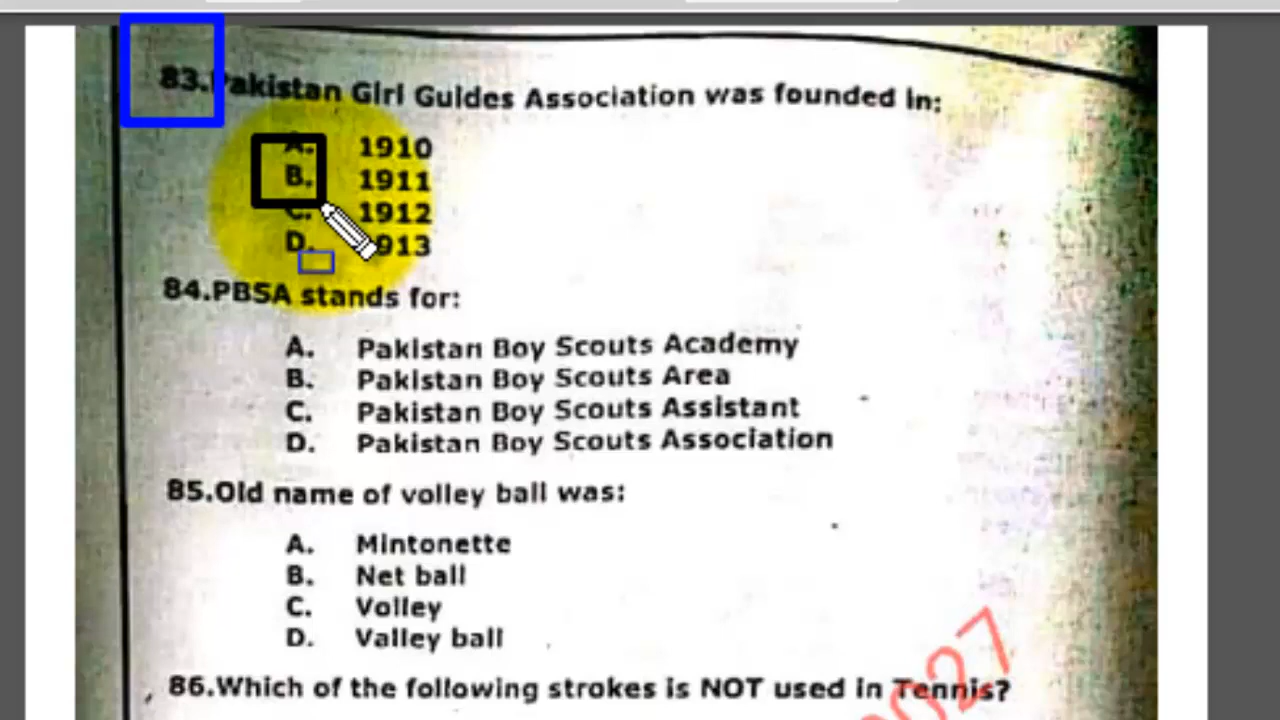 83.Pakistan Girl Guides Association was founded in:
A. 1910
B. 1911
C. 1912
D. 1913
84.PBSA stands for:
A. Pakistan Boy Scouts Academy
B. Pakistan Boy Scouts Area
C. Pakistan Boy Scouts Assistant
D. Pakistan Boy Scouts Association
85.Old name of volley ball was:
A. Mintonette
B. Net ball
C. Volley
D. Valley ball
86.Which of the following strokes is NOT used in Tennis?
0027